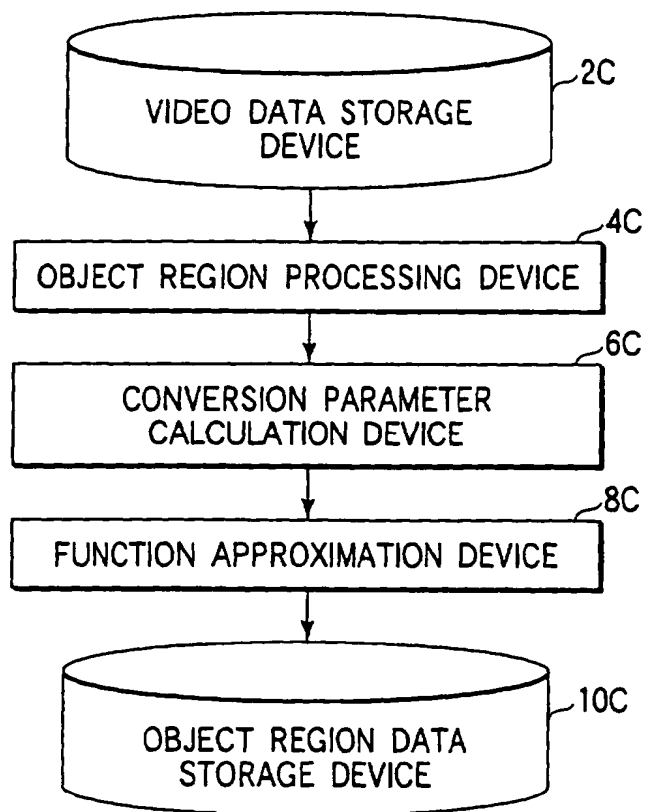 2C
VIDEO DATA STORAGE
DEVICE
4C
OBJECT REGION PROCESSING DEVICE
6C
CONVERSION PARAMETER
CALCULATION DEVICE
8C
FUNCTION APPROXIMATION DEVICE
10C
OBJECT REGION DATA
STORAGE DEVICE